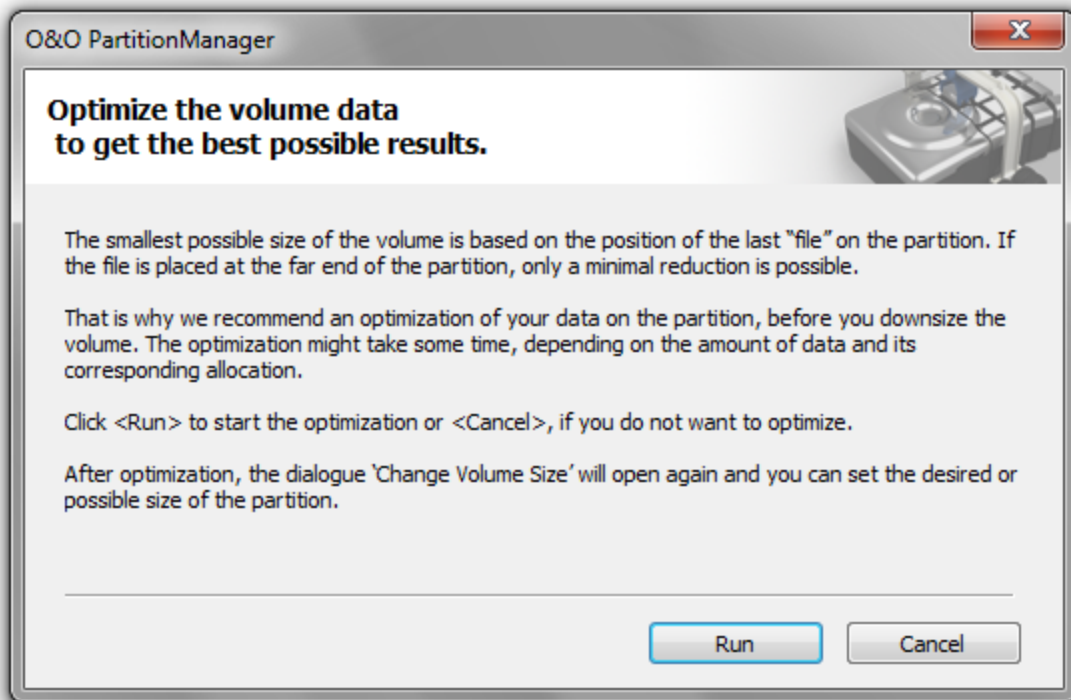 O&O PartitionManager
X
Optimize the volume data
to get the best possible results.
The smallest possible size of the volume is based on the position of the last “file” on the partition. If
the file is placed at the far end of the partition, only a minimal reduction is possible.
That is why we recommend an optimization of your data on the partition, before you downsize the
volume. The optimization might take some time, depending on the amount of data and its
corresponding allocation.
Click <Run> to start the optimization or <Cancel>, if you do not want to optimize.
After optimization, the dialogue ‘Change Volume Size’ will open again and you can set the desired or
possible size of the partition.
Run
Cancel